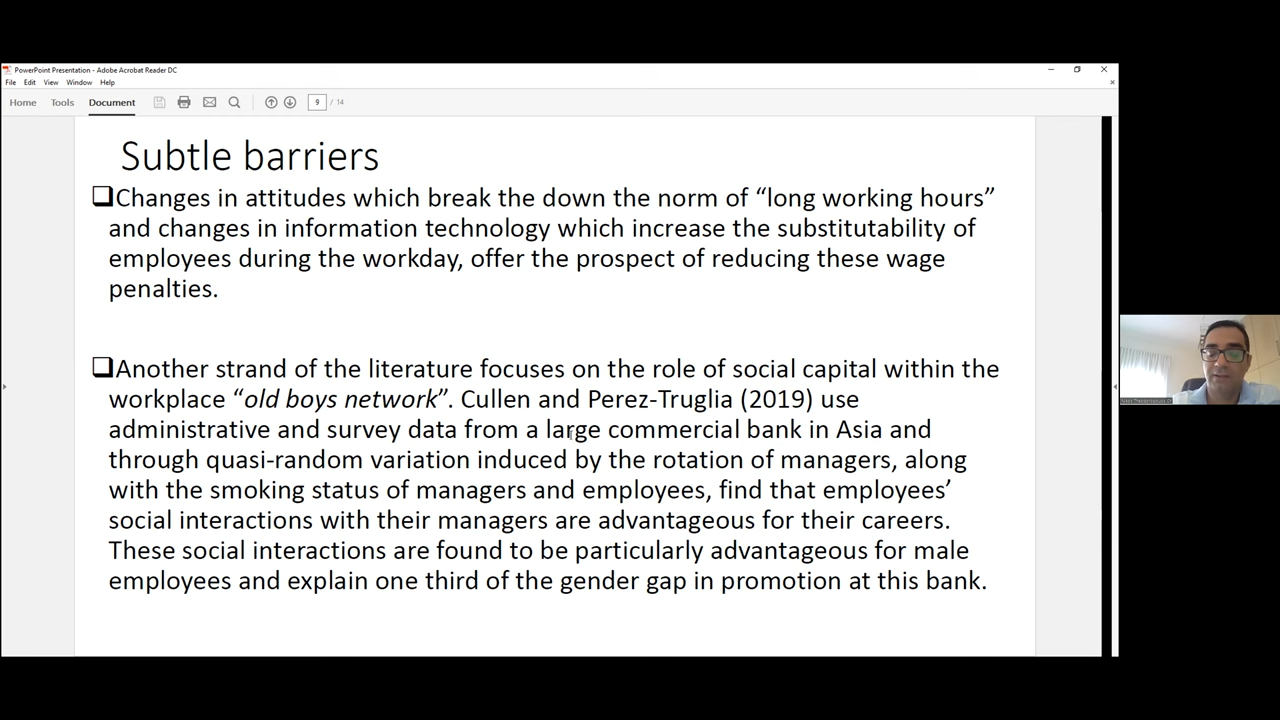 PowerPoint Presentation - Adobe Acrobat Reader DC
File Edit View Window Help
Home Tools Document 9 / 14
Subtle barriers
Changes in attitudes which break the down the norm of “long working hours”
and changes in information technology which increase the substitutability of
employees during the workday, offer the prospect of reducing these wage
penalties.
Another strand of the literature focuses on the role of social capital within the
workplace “old boys network”. Cullen and Perez-Truglia (2019) use
administrative and survey data from a large commercial bank in Asia and
through quasi-random variation induced by the rotation of managers, along
with the smoking status of managers and employees, find that employees’
social interactions with their managers are advantageous for their careers.
These social interactions are found to be particularly advantageous for male
employees and explain one third of the gender gap in promotion at this bank.